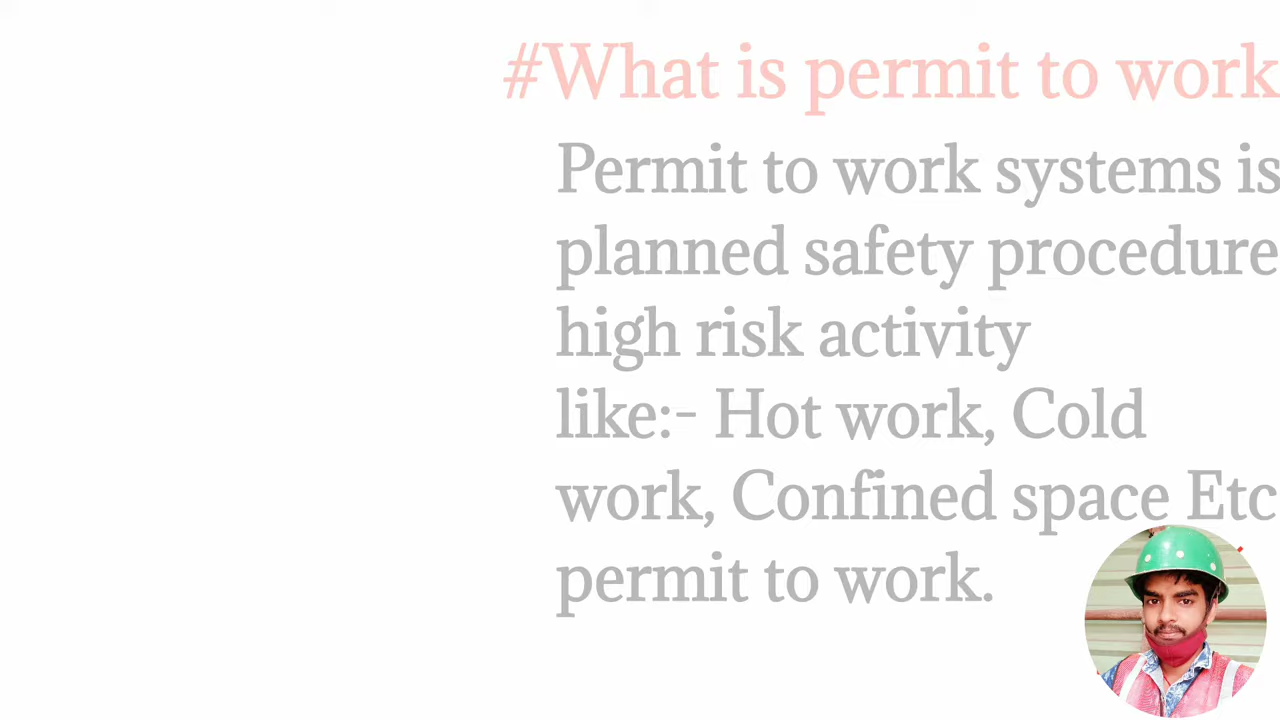 #What is permit to work
Permit to work systems is
planned safety procedure
high risk activity
like:- Hot work, Cold
work, Confined space Etc
permit to work.